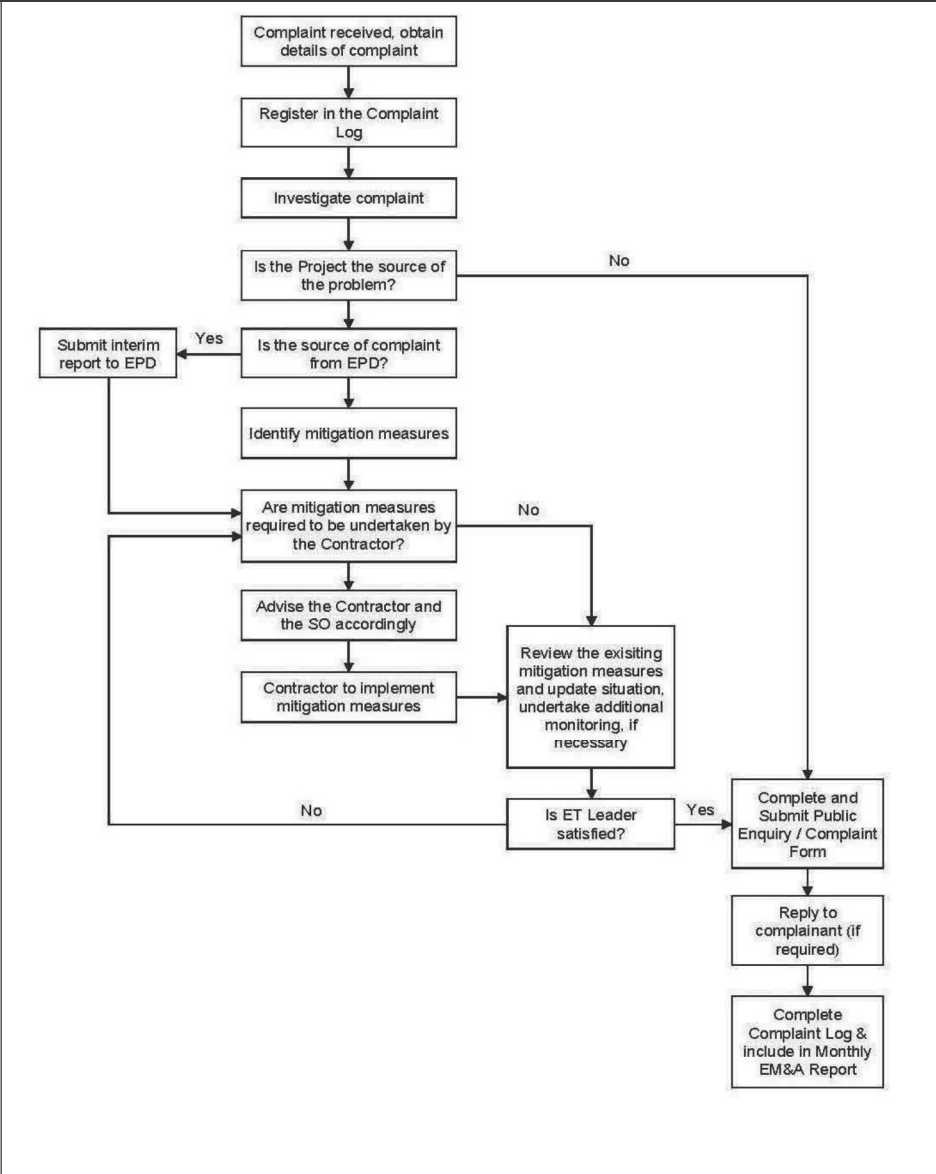 Complaint received, obtain
details of complaint
Register in the Complaint
Log
Investigate complaint
Is the Project the source of
the problem?
No
Is the source of complaint
from EPD?
Yes
Submit interim
report to EPD
Identify mitigation measures
Are mitigation measures
required to be undertaken by
the Contractor?
No
Advise the Contractor and
the SO accordingly
Contractor to implement
mitigation measures
Review the exisiting
mitigation measures
and update situation,
undertake additional
monitoring, if
necessary
Is ET Leader
satisfied?
No
Yes
Complete and
Submit Public
Enquiry / Complaint
Form
Reply to
complainant (if
required)
Complete
Complaint Log &
include in Monthly
EM&A Report